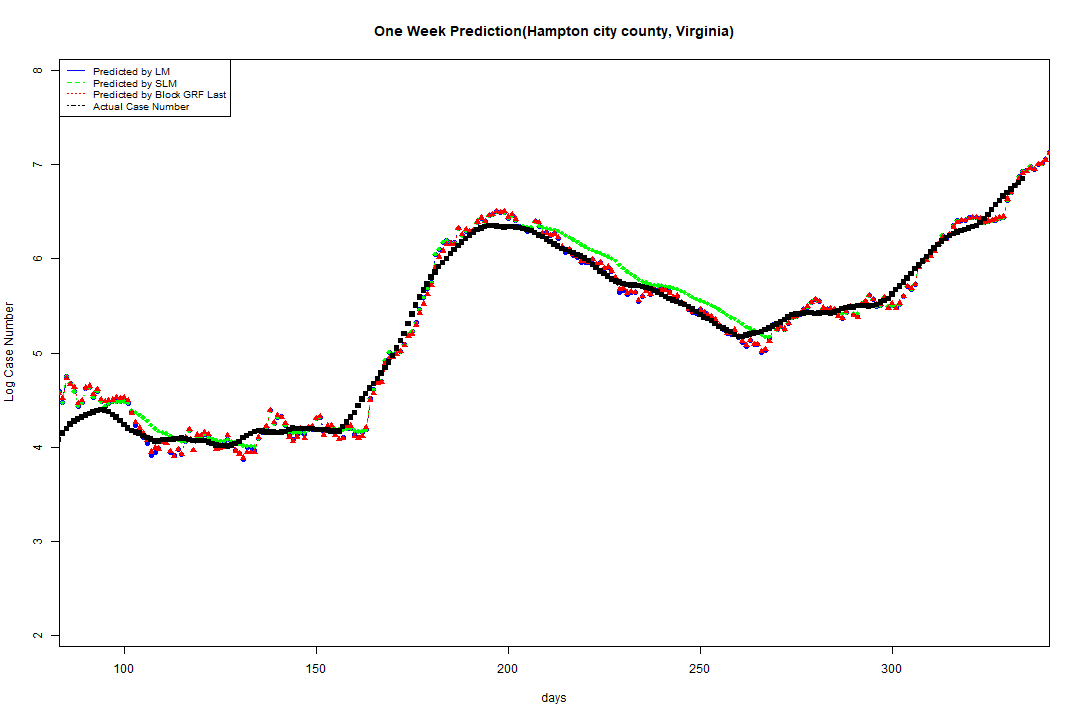 One Week Prediction(Hampton city county, Virginia)
Predicted by LM
Predicted by SLM
Predicted by Block GRF Last
Actual Case Number
8
7
6
5
4
3
2
Log Case Number
100 150 200 250 300
days